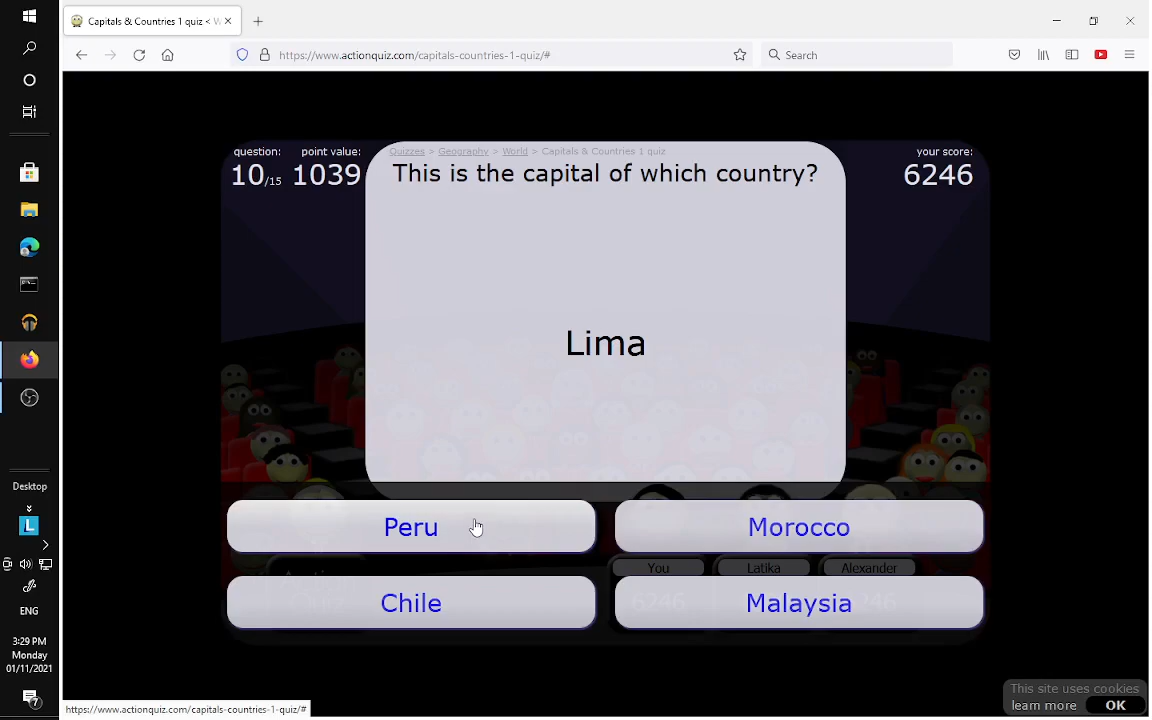 Capitals & Countries 1 quiz < W
https://www.actionquiz.com/capitals-countries-1-quiz/#
Search
question:
point value:
Quizzes > Geography > World > Capitals & Countries 1 quiz
your score:
10/15
1039
This is the capital of which country?
6246
Lima
Peru
Morocco
You
Latika
Alexander
Chile
Malaysia
Desktop
L
ENG
3:29 PM
Monday
01/11/2021
7
This site uses cookies
learn more
OK
https://www.actionquiz.com/capitals-countries-1-quiz/#